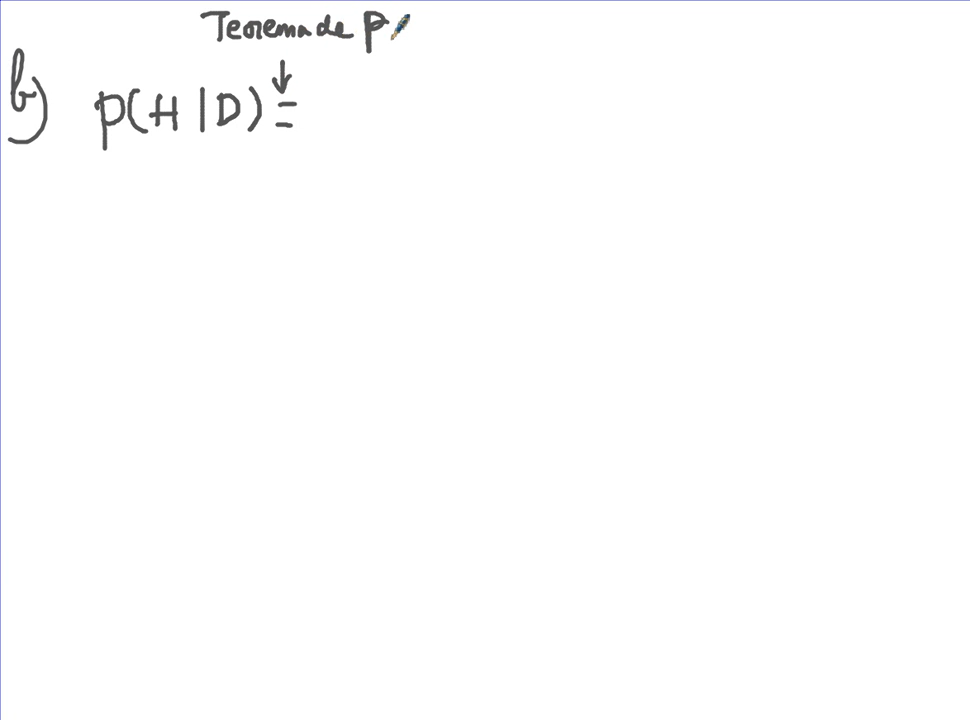 Teorema de P
b) p(H|D) =